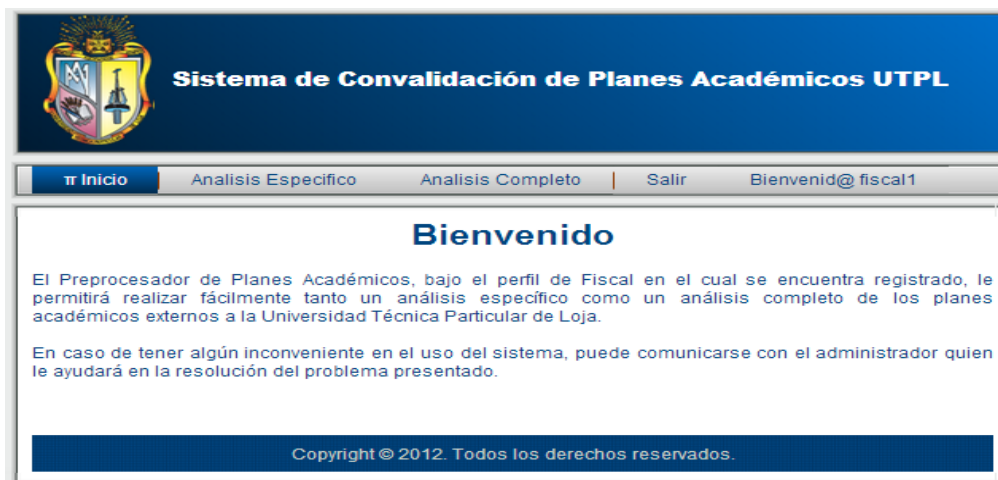 Sistema de Convalidación de Planes Académicos UTPL
π Inicio Analisis Especifico Analisis Completo Salir Bienvenid@ fiscal1
Bienvenido
El Preprocesador de Planes Académicos, bajo el perfil de Fiscal en el cual se encuentra registrado, le
permitirá realizar fácilmente tanto un análisis específico como un análisis completo de los planes
académicos externos a la Universidad Técnica Particular de Loja.
En caso de tener algún inconveniente en el uso del sistema, puede comunicarse con el administrador quien
le ayudará en la resolución del problema presentado.
Copyright © 2012. Todos los derechos reservados.